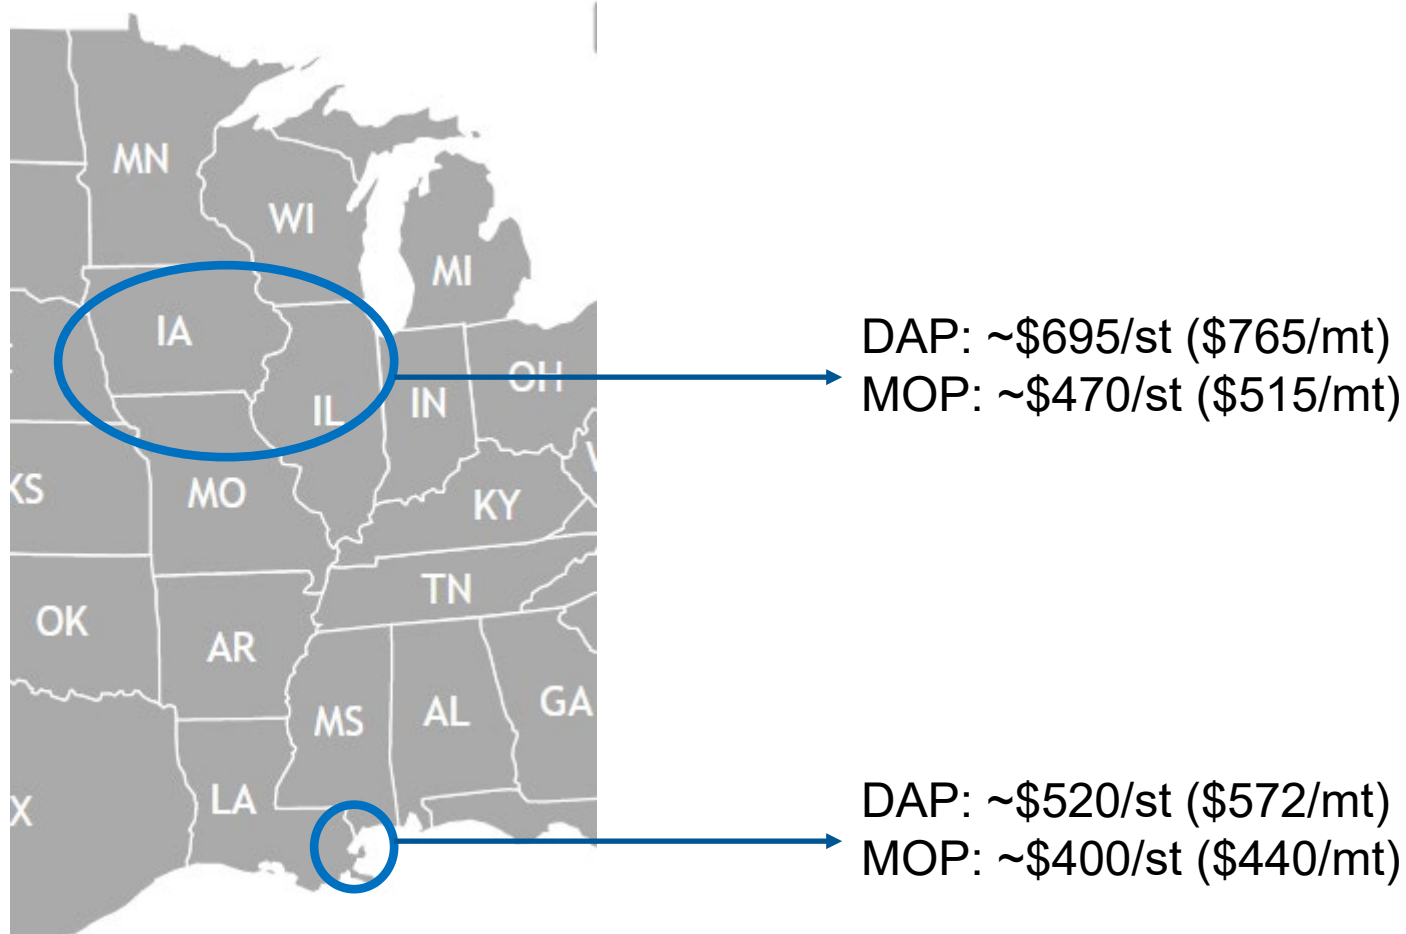 MN
WI
MI
IA
IL
IN
OH
KS
MO
KY
OK
AR
TN
MS
AL
GA
LA
X
DAP: ~$695/st ($765/mt)
MOP: ~$470/st ($515/mt)
DAP: ~$520/st ($572/mt)
MOP: ~$400/st ($440/mt)